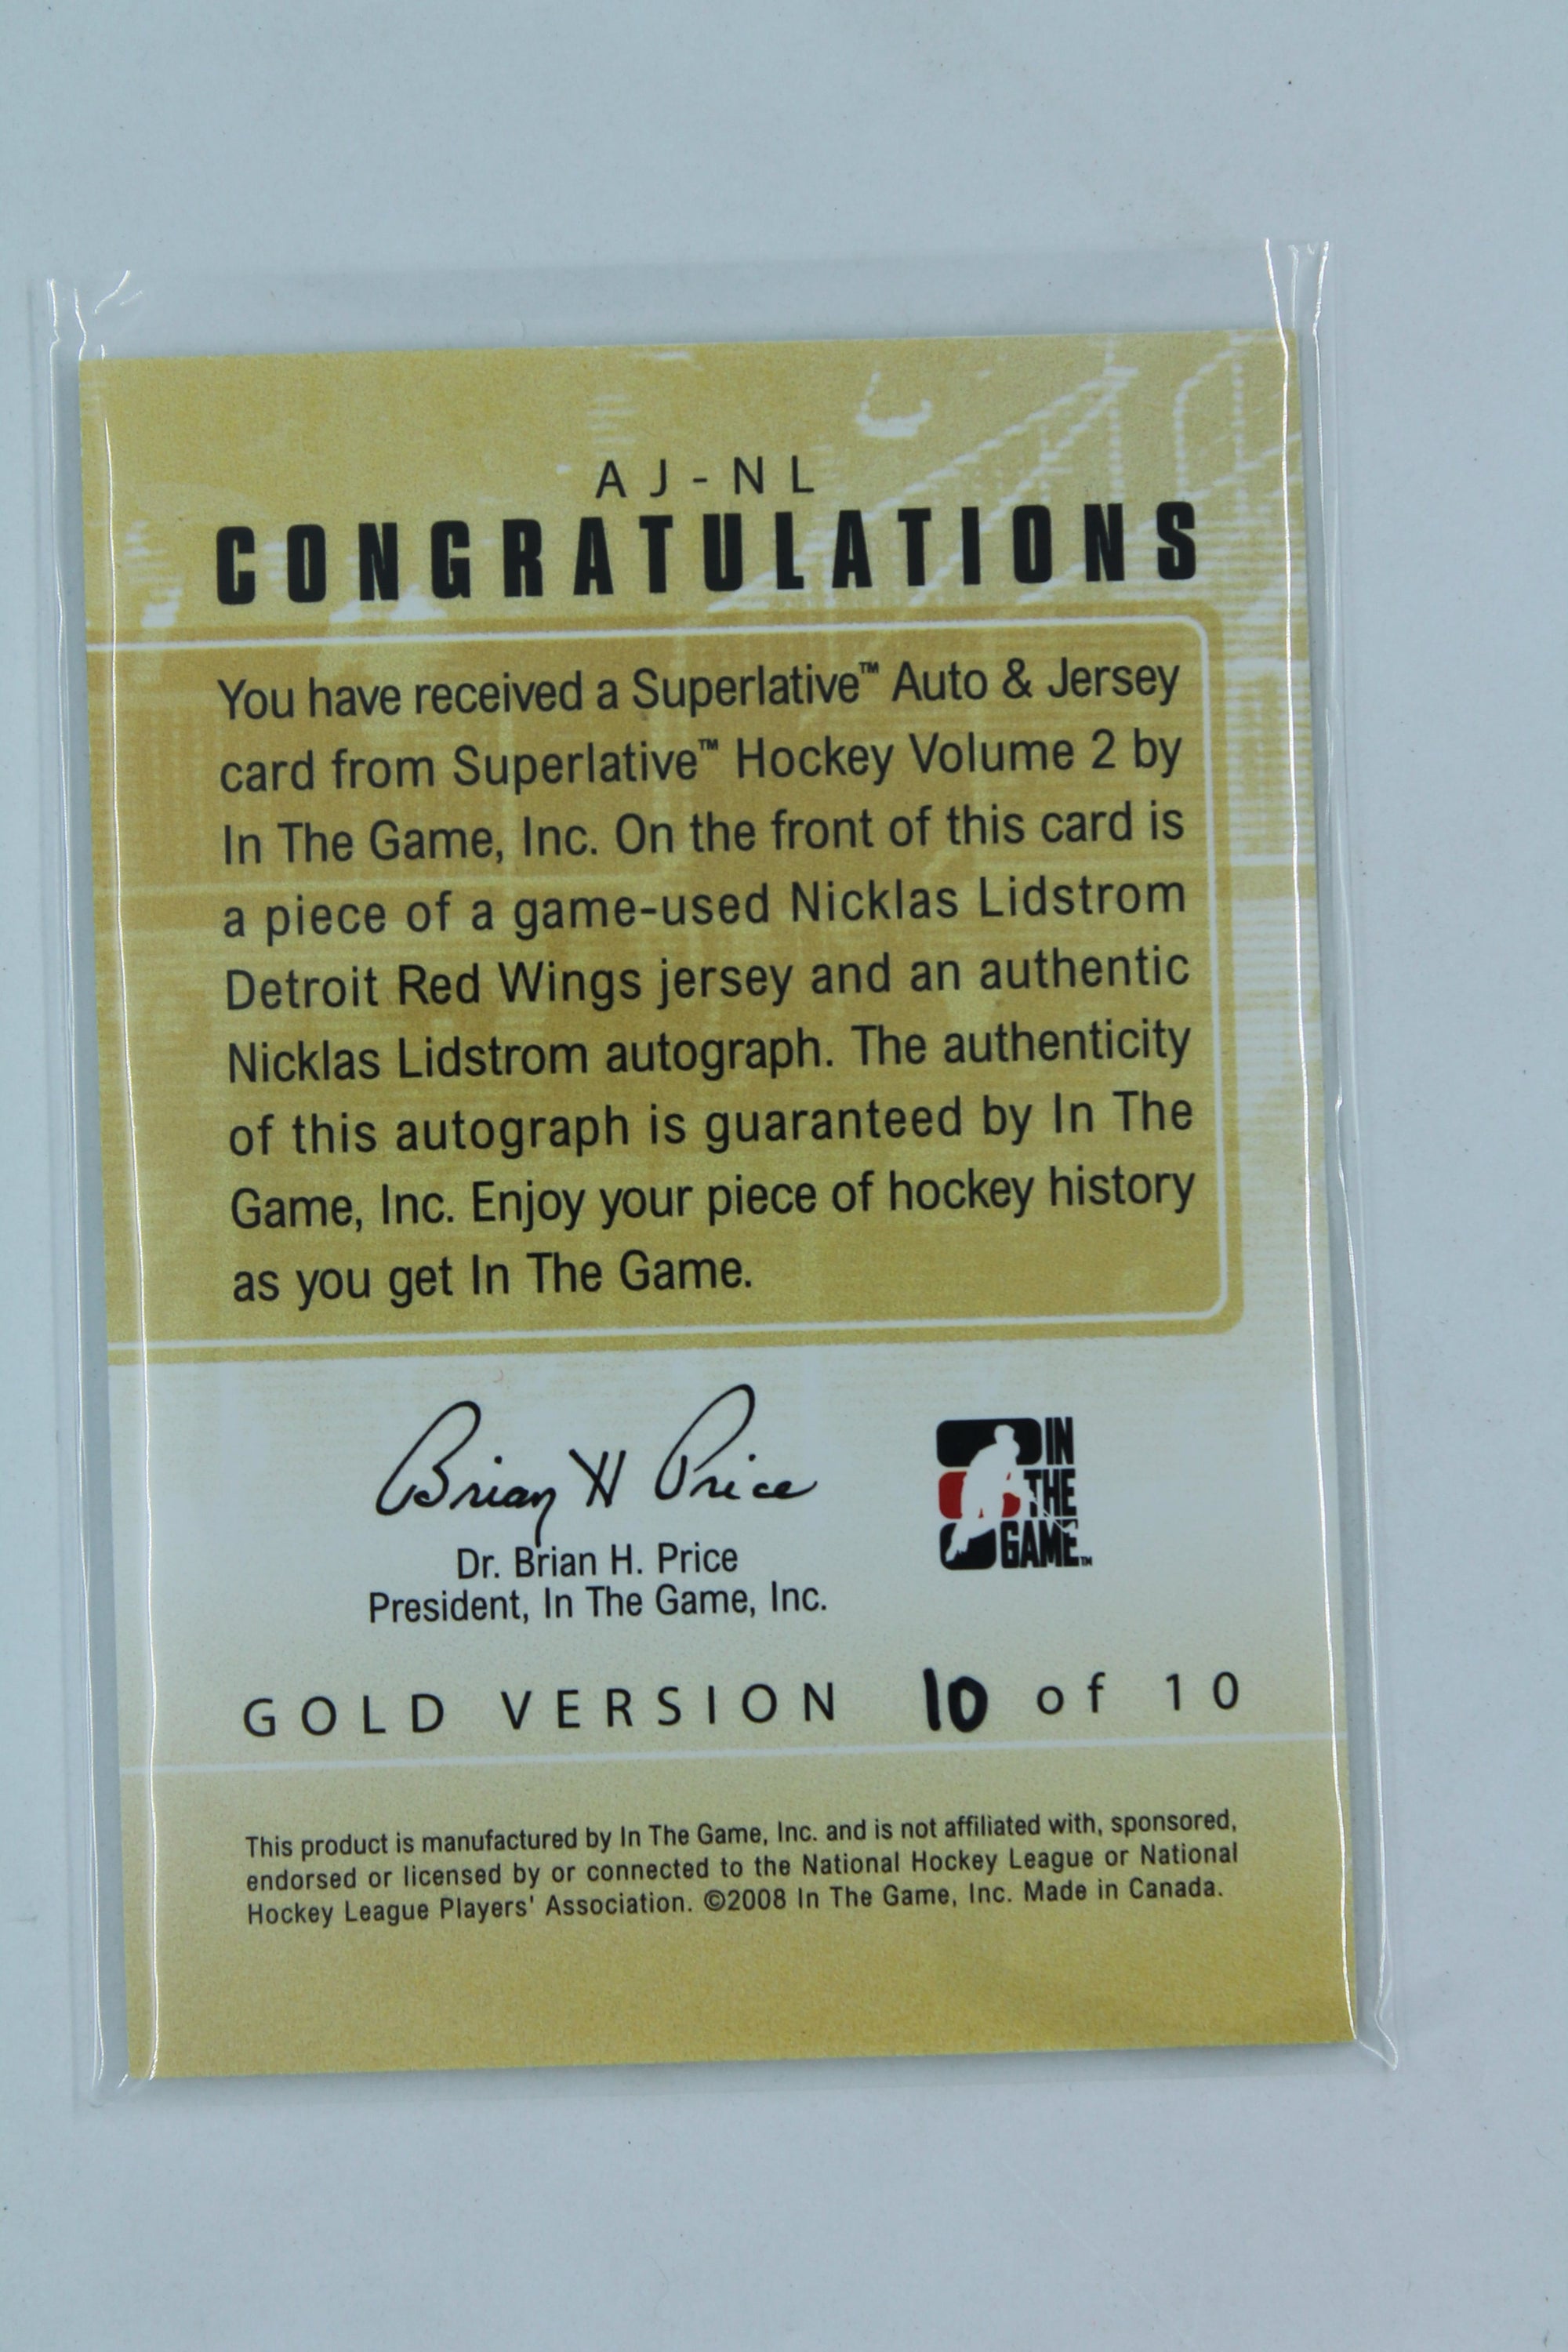 AJ-NL
CONGRATULATIONS
You have received a Superlative™ Auto & Jersey
card from Superlative™ Hockey Volume 2 by
In The Game, Inc. On the front of this card is
a piece of a game-used Nicklas Lidstrom
Detroit Red Wings jersey and an authentic
Nicklas Lidstrom autograph. The authenticity
of this autograph is guaranteed by In The
Game, Inc. Enjoy your piece of hockey history
as you get In The Game.
Brian H Price
Dr. Brian H. Price
President, In The Game, Inc.
IN
THE
GAME™
GOLD VERSION 10 of 10
This product is manufactured by In The Game, Inc. and is not affiliated with, sponsored,
endorsed or licensed by or connected to the National Hockey League or National
Hockey League Players' Association. ©2008 In The Game, Inc. Made in Canada.